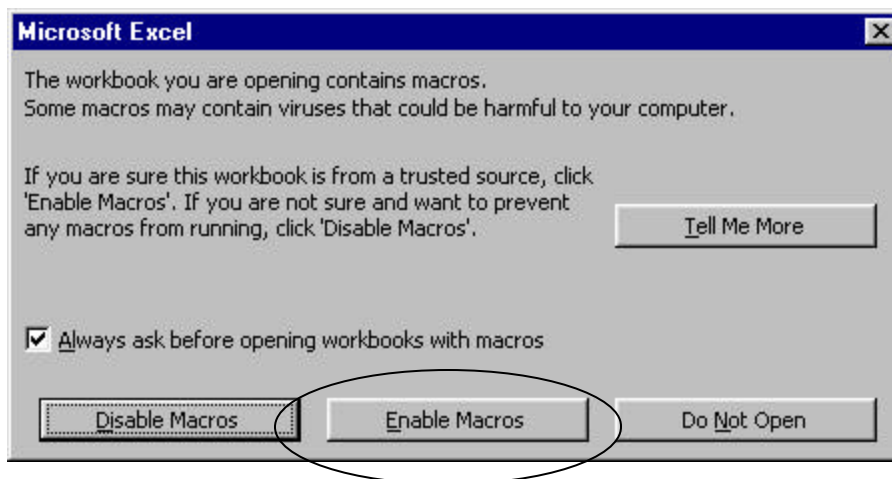 Microsoft Excel
The workbook you are opening contains macros.
Some macros may contain viruses that could be harmful to your computer.
If you are sure this workbook is from a trusted source, click
'Enable Macros'. If you are not sure and want to prevent
any macros from running, click 'Disable Macros'.
Tell Me More
Always ask before opening workbooks with macros
Disable Macros Enable Macros Do Not Open